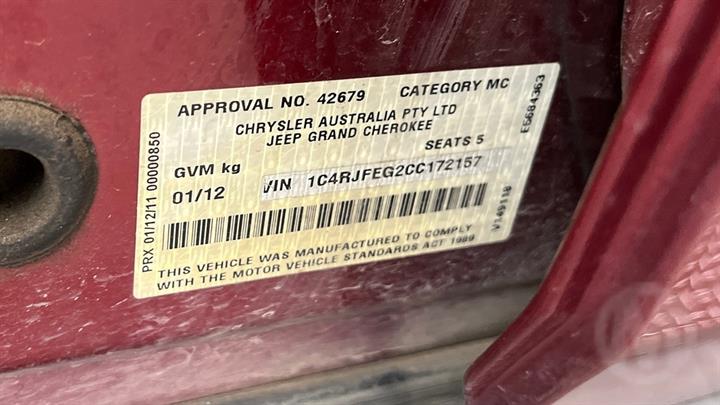 APPROVAL NO. 42679 CATEGORY MC
CHRYSLER AUSTRALIA PTY LTD
JEEP GRAND CHEROKEE
GVM kg SEATS 5
01/12 VIN 1C4RJFEG2CC172157
THIS VEHICLE WAS MANUFACTURED TO COMPLY
WITH THE MOTOR VEHICLE STANDARDS ACT 1989
PRX 01/12/11 00000850
V149118
E6684363